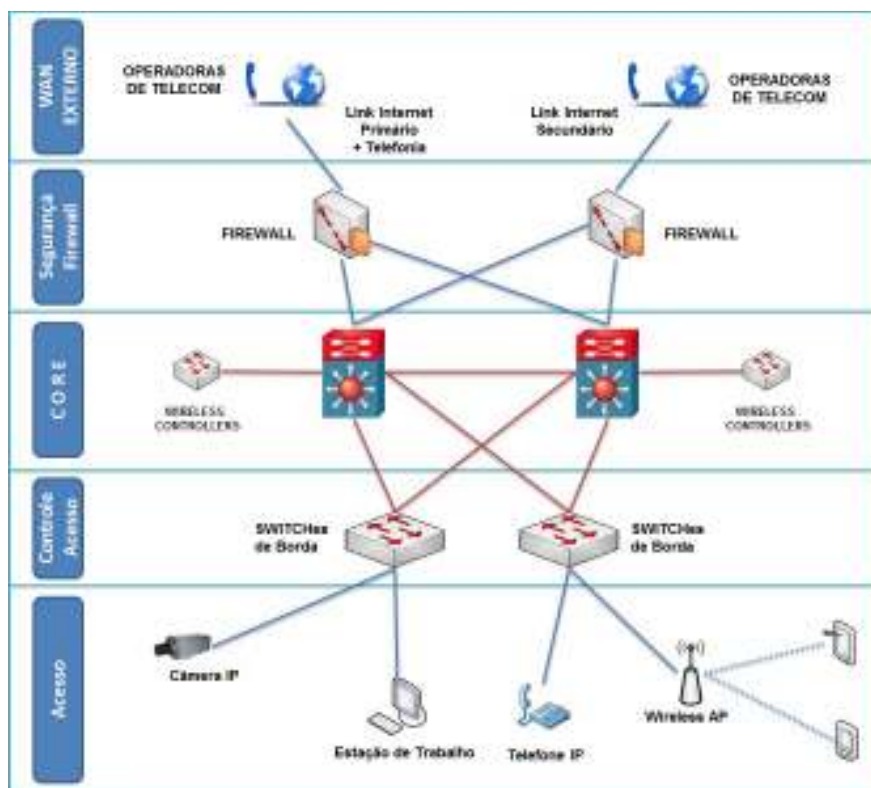 WAN
EXTERNO
OPERADORAS
DE TELECOM
Link Internet
Primário
+ Telefonia
Link Internet
Secundário
OPERADORAS
DE TELECOM
Segurança
Firewall
FIREWALL
FIREWALL
CORE
WIRELESS
CONTROLLERS
WIRELESS
CONTROLLERS
Controle
Acesso
SWITCHes
de Borda
SWITCHes
de Borda
Acesso
Câmera IP
Estação de Trabalho
Telefone IP
Wireless AP